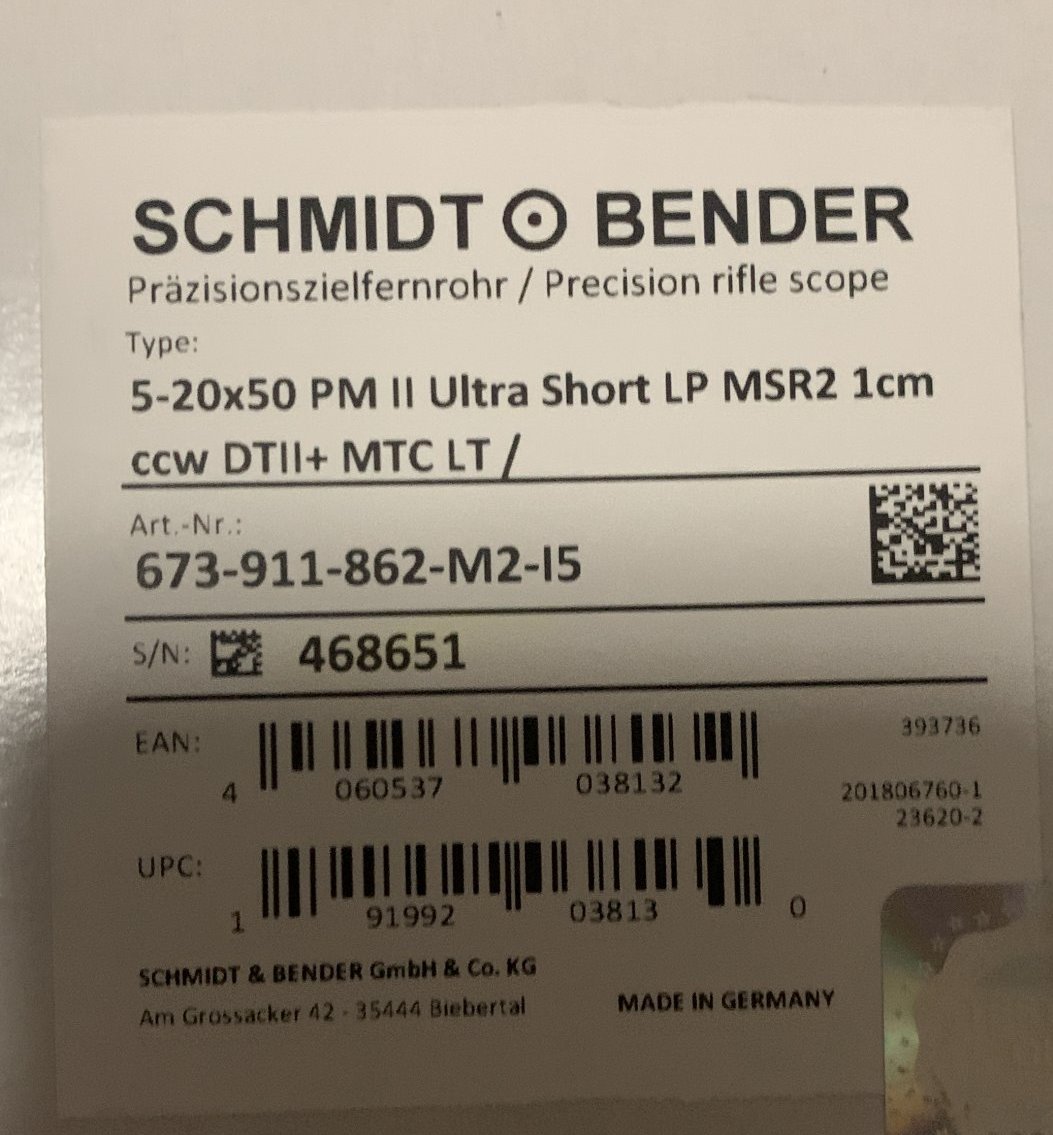 SCHMIDT BENDER
Präzisionszielfernrohr / Precision rifle scope
Type:
5-20x50 PM II Ultra Short LP MSR2 1cm
ccw DTII+ MTC LT /
Art.-Nr.:
673-911-862-M2-I5
S/N: 468651
EAN:
4 060537 038132
393736
201806760-1
23620-2
UPC:
1 91992 03813 0
SCHMIDT & BENDER GmbH & Co. KG
Am Grossacker 42 - 35444 Biebertal
MADE IN GERMANY